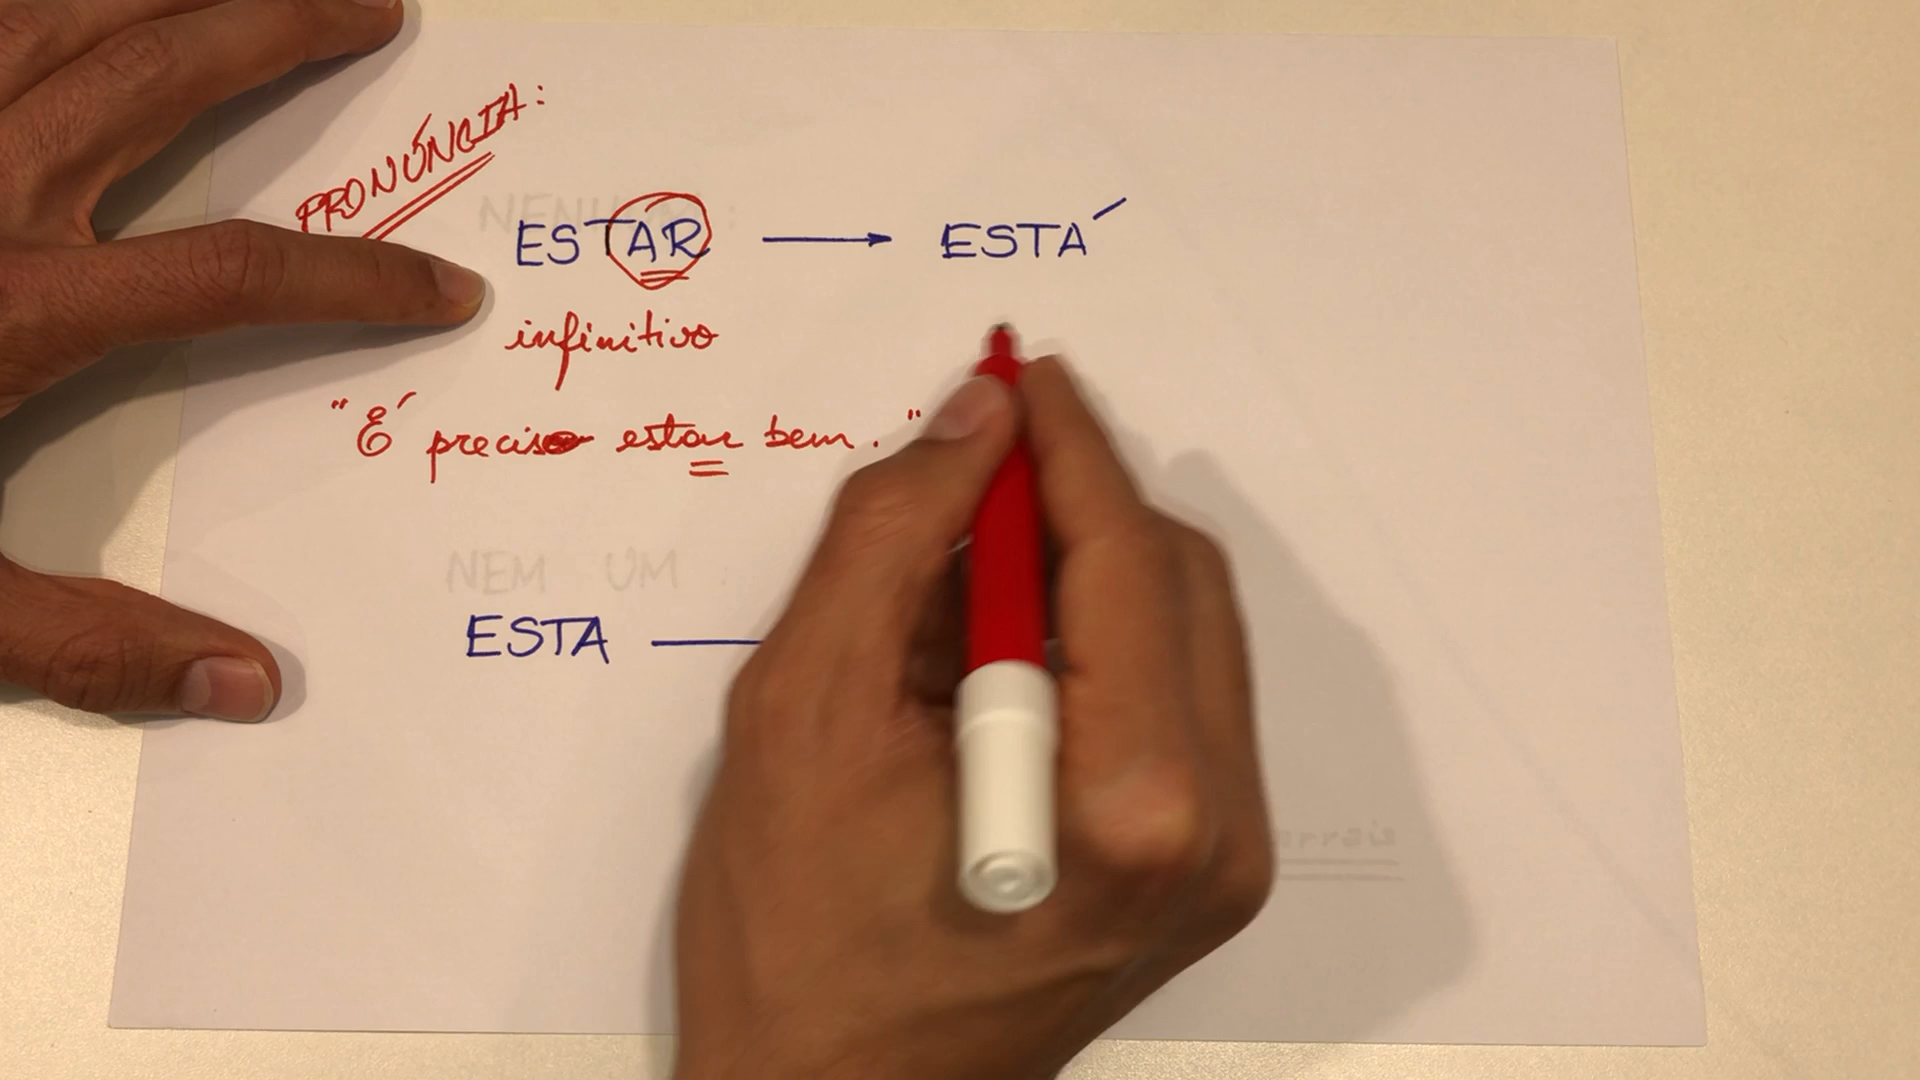 PRONÚNCIA:
ESTAR → ESTÁ
infinitivo
"É preciso estar bem."
NEM UM :
ESTA